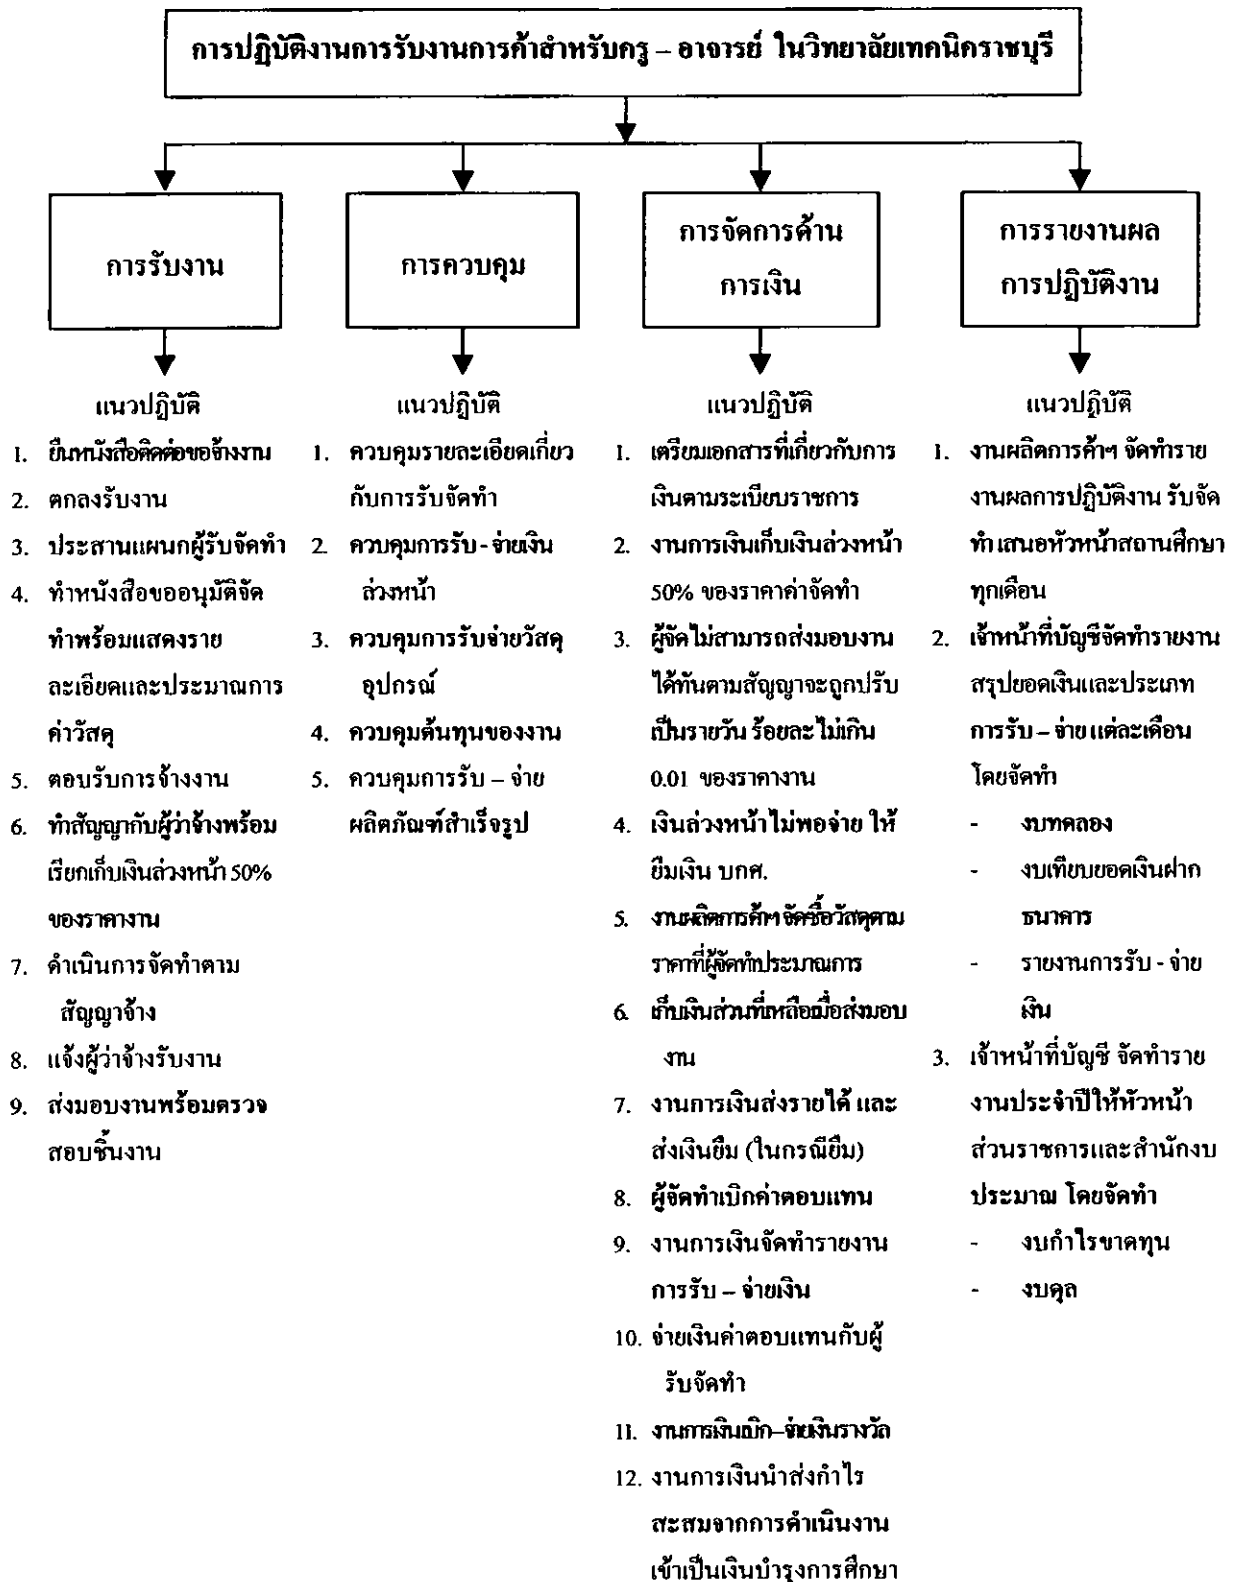 การปฏิบัติงานการรับงานการค้าสำหรับครู – อาจารย์ ในวิทยาลัยเทคนิคราชบุรี
การรับงาน
การควบคุม
การจัดการด้าน
การเงิน
การรายงานผล
การปฏิบัติงาน
แนวปฏิบัติ
1. ยืนหนังสือติดต่อขอจ้างงาน
2. ตกลงรับงาน
3. ประสานแผนกผู้รับจัดทำ
4. ทำหนังสือขออนุมัติจัด
ทำพร้อมแสดงราย
ละเอียดและประมาณการ
ค่าวัสดุ
5. ตอบรับการจ้างงาน
6. ทำสัญญากับผู้ว่าจ้างพร้อม
เรียกเก็บเงินล่วงหน้า 50%
ของราคางาน
7. ดำเนินการจัดทำตาม
สัญญาจ้าง
8. แจ้งผู้ว่าจ้างรับงาน
9. ส่งมอบงานพร้อมตรวจ
สอบชิ้นงาน
แนวปฏิบัติ
1. ควบคุมรายละเอียดเกี่ยว
กับการรับจัดทำ
2. ควบคุมการรับ - จ่ายเงิน
ล่วงหน้า
3. ควบคุมการรับจ่ายวัสดุ
อุปกรณ์
4. ควบคุมต้นทุนของงาน
5. ควบคุมการรับ – จ่าย
ผลิตภัณฑ์สำเร็จรูป
แนวปฏิบัติ
1. เตรียมเอกสารที่เกี่ยวกับการ
เงินตามระเบียบราชการ
2. งานการเงินเก็บเงินล่วงหน้า
50% ของราคาค่าจัดทำ
3. ผู้จัดไม่สามารถส่งมอบงาน
ได้ทันตามสัญญาจะถูกปรับ
เป็นรายวัน ร้อยละ ไม่เกิน
0.01 ของราคางาน
4. เงินล่วงหน้าไม่พอจ่าย ให้
ยืมเงิน บกศ.
5. งานผลิตการค้าฯ จัดซื้อวัสดุตาม
ราคาที่ผู้จัดทำประมาณการ
6. เก็บเงินส่วนที่เหลือเมื่อส่งมอบ
งาน
7. งานการเงินส่งรายได้ และ
ส่งเงินยืม (ในกรณียืม)
8. ผู้จัดทำเบิกค่าตอบแทน
9. งานการเงินจัดทำรายงาน
การรับ – จ่ายเงิน
10. จ่ายเงินค่าตอบแทนกับผู้
รับจัดทำ
11. งานการเงินเบิก–จ่ายเงินรางวัล
12. งานการเงินนำส่งกำไร
สะสมจากการดำเนินงาน
เข้าเป็นเงินบำรุงการศึกษา
แนวปฏิบัติ
1. งานผลิตการค้าฯ จัดทำราย
งานผลการปฏิบัติงาน รับจัด
ทำ เสนอหัวหน้าสถานศึกษา
ทุกเดือน
2. เจ้าหน้าที่บัญชีจัดทำรายงาน
สรุปยอดเงินและประเภท
การรับ – จ่าย แต่ละเดือน
โดยจัดทำ
- งบทดลอง
- งบเทียบยอดเงินฝาก
ธนาคาร
- รายงานการรับ - จ่าย
เงิน
3. เจ้าหน้าที่บัญชี จัดทำราย
งานประจำปีให้หัวหน้า
ส่วนราชการและสำนักงบ
ประมาณ โดยจัดทำ
- งบกำไรขาดทุน
- งบดุล